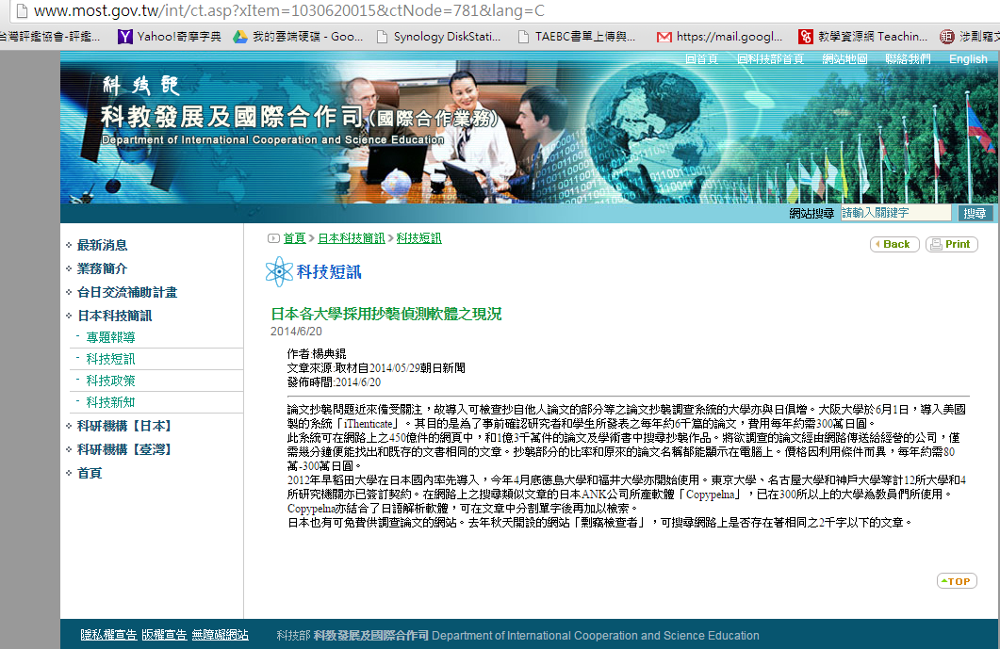 www.most.gov.tw/int/ct.asp?xItem=1030620015&ctNode=781&lang=C
台灣評鑑協會-評鑑... Yahoo!奇摩字典 我的雲端硬碟 - Goo... Synology DiskStati... TAEBC書單上傳與... https://mail.googl... 教學資源網 Teachin... 涉剽竊文
回首頁 回科技部首頁 網站地圖 聯絡我們 English
科技部
科教發展及國際合作司(國際合作業務)
Department of International Cooperation and Science Education
網站搜尋 請輸入關鍵字 搜尋
最新消息
業務簡介
台日交流補助計畫
日本科技簡訊
- 專題報導
- 科技短訊
- 科技政策
- 科技新知
科研機構【日本】
科研機構【臺灣】
首頁
首頁 > 日本科技簡訊 > 科技短訊
Back Print
科技短訊
日本各大學採用抄襲偵測軟體之現況
2014/6/20
作者:楊典錕
文章來源:取材自2014/05/29朝日新聞
發佈時間:2014/6/20
論文抄襲問題近來備受關注，故導入可檢查抄自他人論文的部分等之論文抄襲調查系統的大學亦與日俱增。大阪大學於6月1日，導入美國
製的系統「iThenticate」。其目的是為了事前確認研究者和學生所發表之每年約6千篇的論文，費用每年約需300萬日圓。
此系統可在網路上之450億件的網頁中，和1億3千萬件的論文及學術書中搜尋抄襲作品。將欲調查的論文經由網路傳送給經營的公司，僅
需幾分鐘便能找出和既存的文書相同的文章。抄襲部分的比率和原來的論文名稱都能顯示在電腦上。價格因利用條件而異，每年約需80
萬-300萬日圓。
2012年早稻田大學在日本國內率先導入，今年4月底德島大學和福井大學亦開始使用。東京大學、名古屋大學和神戶大學等計12所大學和4
所研究機關亦已簽訂契約。在網路上之搜尋類似文章的日本ANK公司所產軟體「Copypelna」，已在300所以上的大學為教員們所使用。
Copypelna亦結合了日語解析軟體，可在文章中分割單字後再加以檢索。
日本也有可免費供調查論文的網站。去年秋天開設的網站「剽竊檢查者」，可搜尋網路上是否存在著相同之2千字以下的文章。
TOP
隱私權宣告 版權宣告 無障礙網站 科技部 科教發展及國際合作司 Department of International Cooperation and Science Education